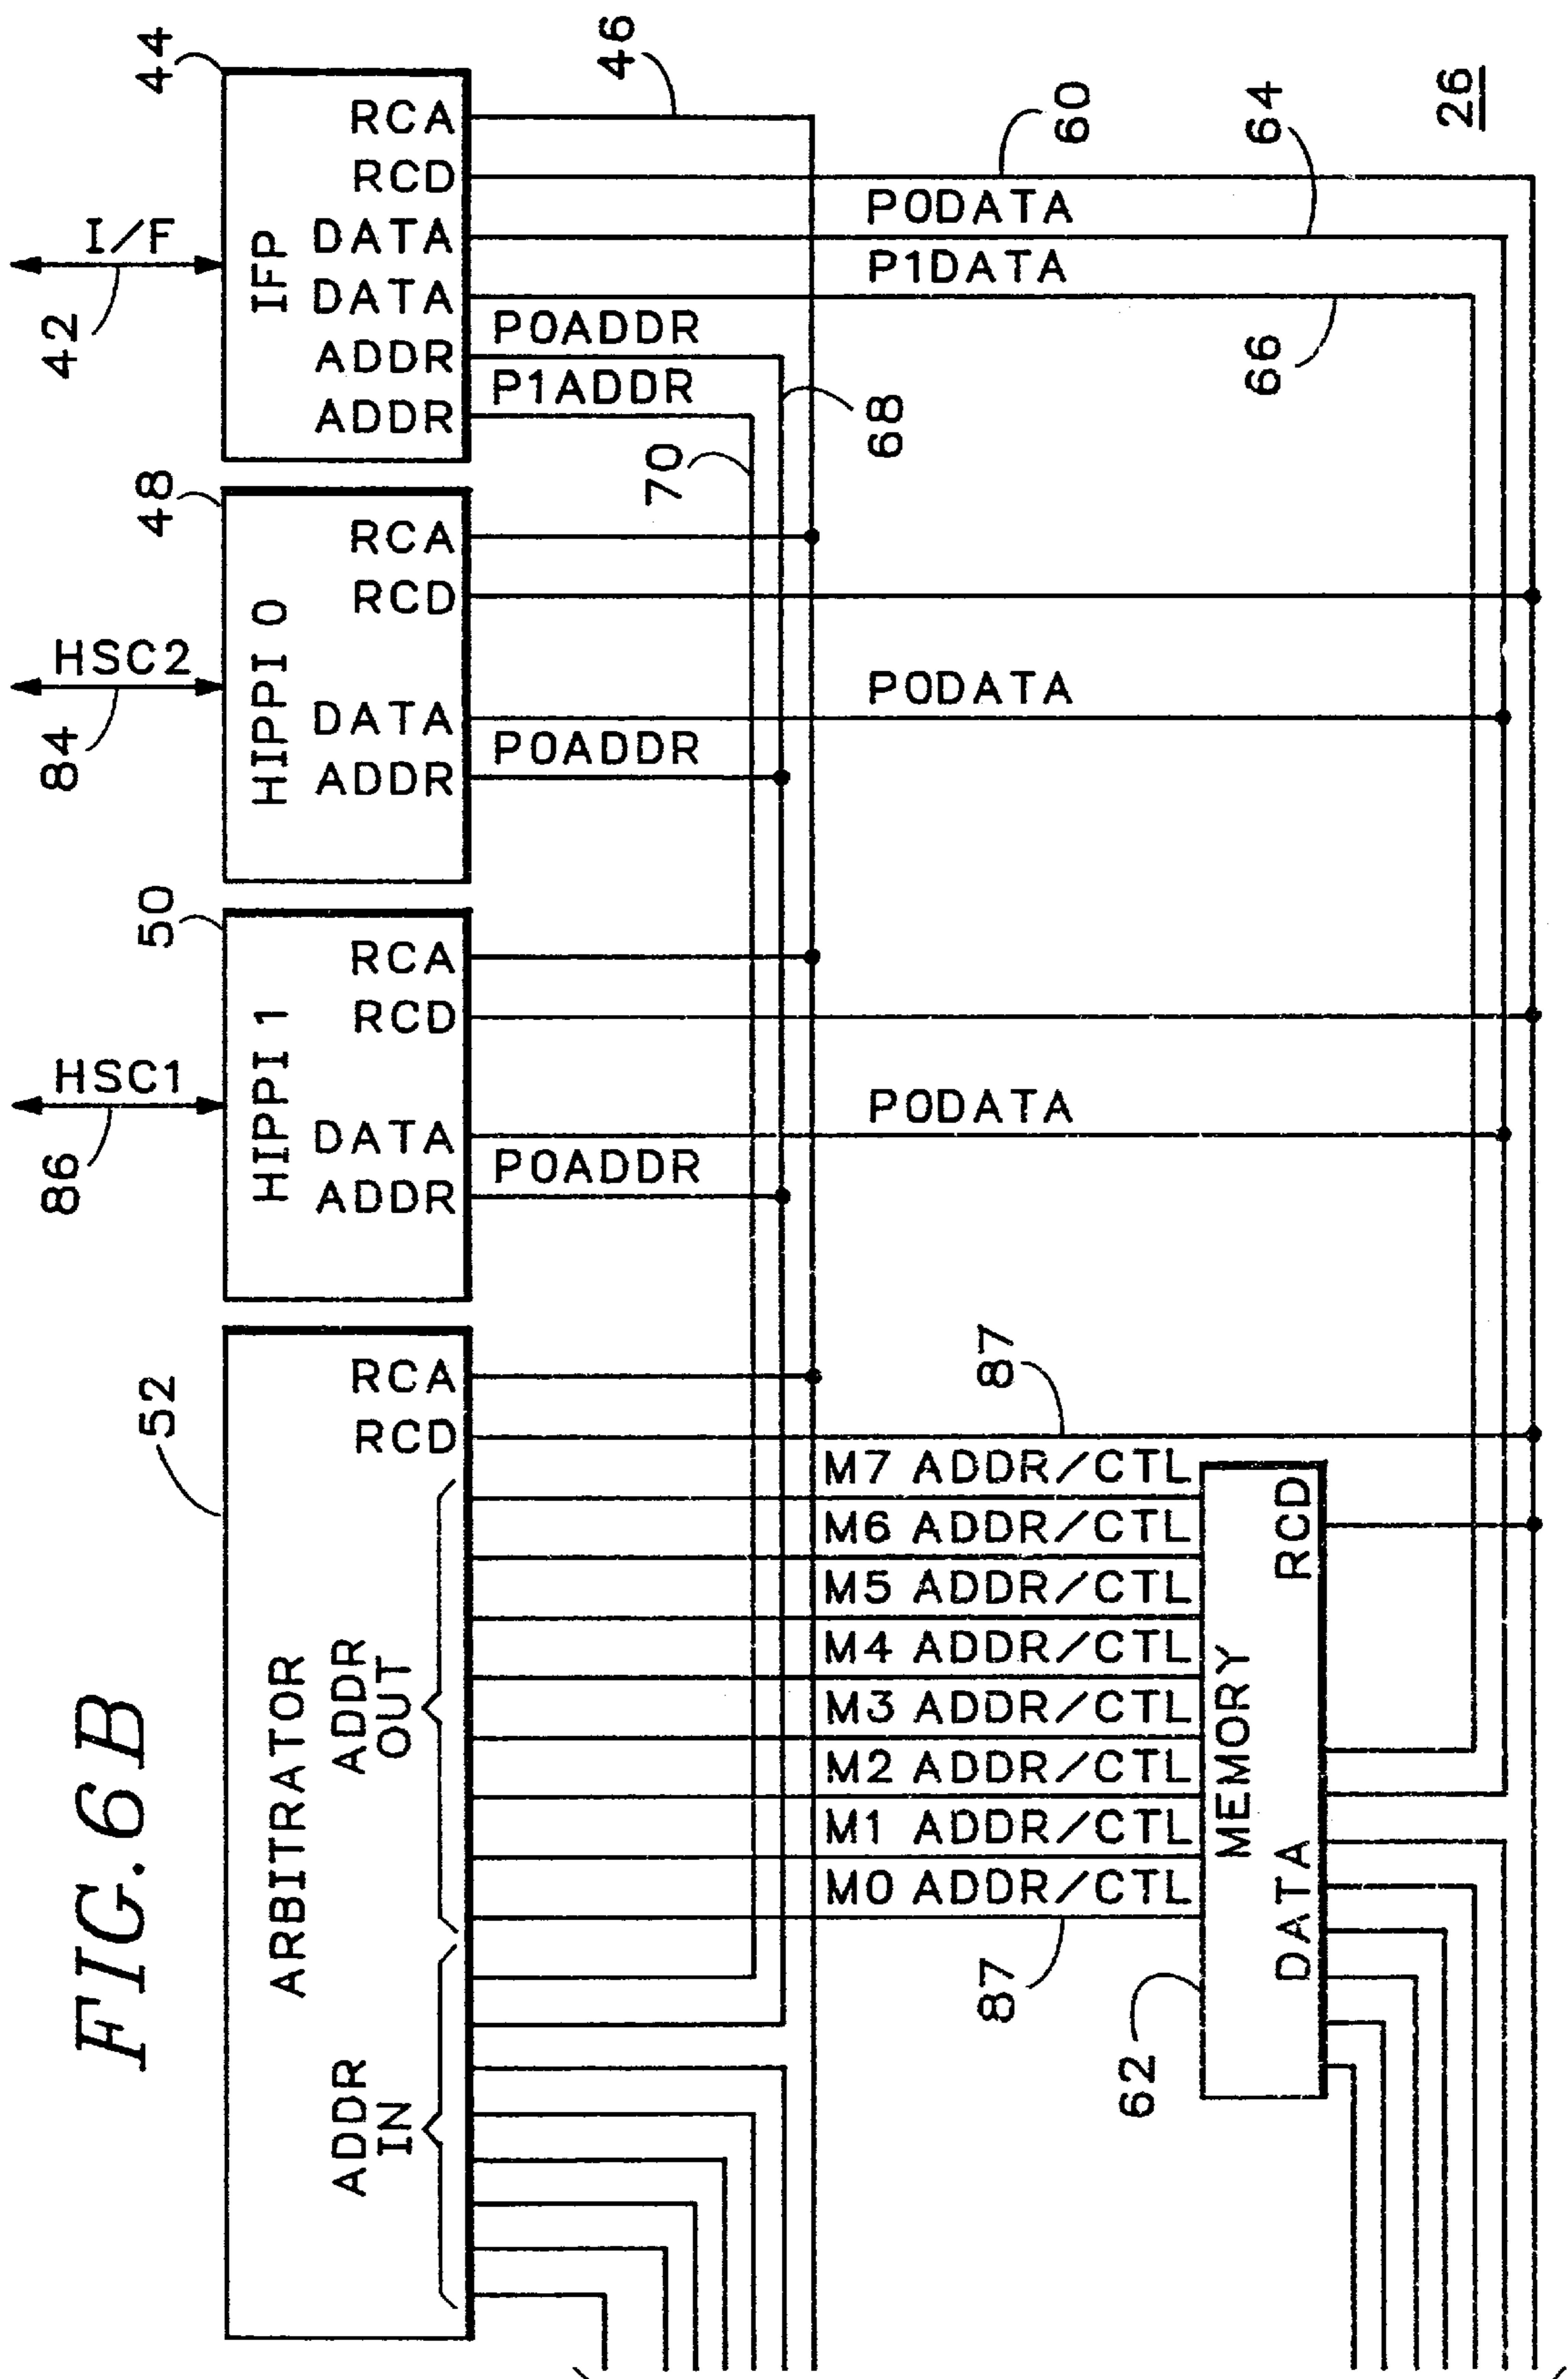 FIG. 6B
52
ARBITRATOR
ADDR
IN
ADDR
OUT
RCD
RCA
86
HSC1
50
HIPPI 1
ADDR
DATA
RCD
RCA
84
HSC2
48
HIPPI 0
ADDR
DATA
RCD
RCA
42
I/F
44
IFP
ADDR
ADDR
DATA
DATA
RCD
RCA
P0ADDR
P0ADDR
P1ADDR
P0ADDR
46
70
68
M0 ADDR/CTL
M1 ADDR/CTL
M2 ADDR/CTL
M3 ADDR/CTL
M4 ADDR/CTL
M5 ADDR/CTL
M6 ADDR/CTL
M7 ADDR/CTL
87
87
P0DATA
P0DATA
P1DATA
P0DATA
60
62
MEMORY
DATA
RCD
66
64
26